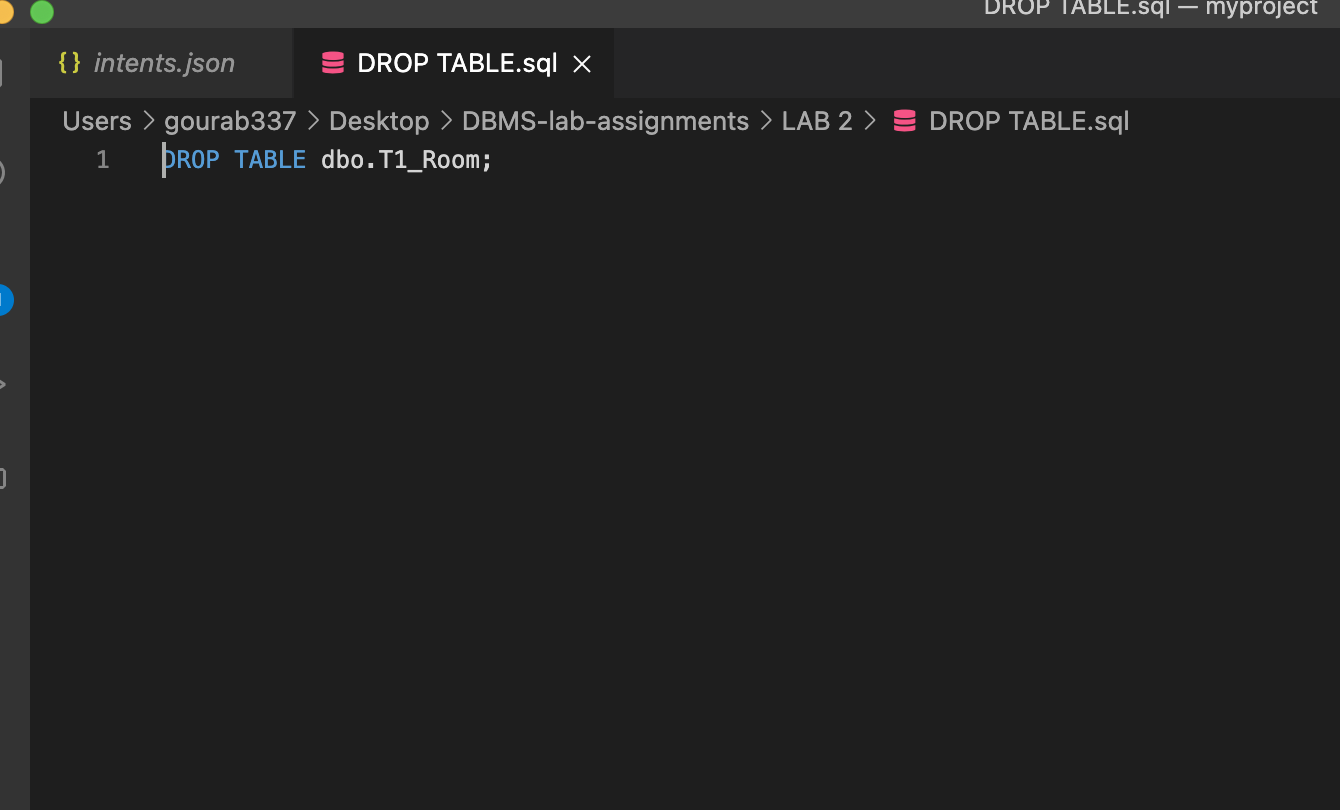 DROP TABLE.sql — myproject
{} intents.json DROP TABLE.sql ×
Users > gourab337 > Desktop > DBMS-lab-assignments > LAB 2 > DROP TABLE.sql
1 DROP TABLE dbo.T1_Room;